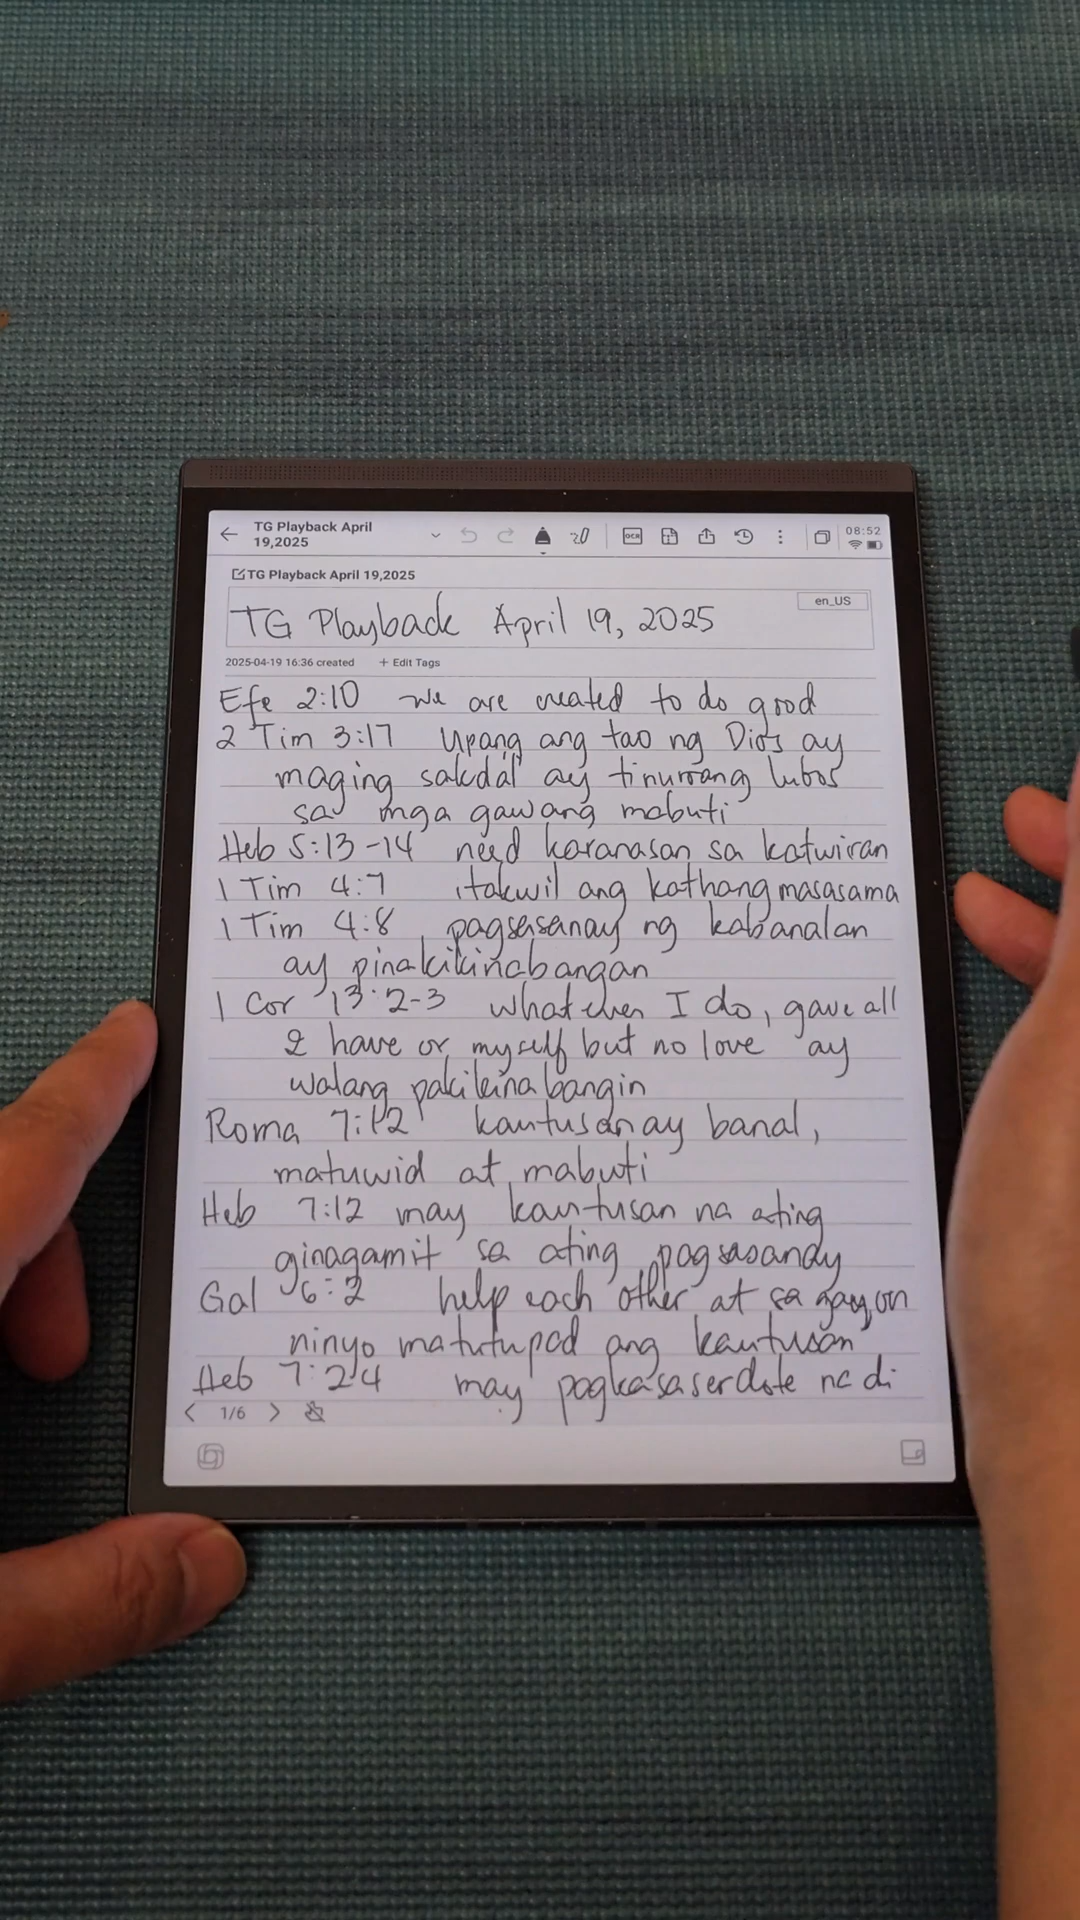 TG Playback April
19,2025
OCR
08:52
TG Playback April 19,2025
en_US
TG Playback April 19, 2025
2025-04-19 16:36 created + Edit Tags
Efe 2:10 We are created to do good
2 Tim 3:17 Upang ang tao ng Dios ay
maging sakdal ay tinuruang lubos
sa mga gawang mabuti
Heb 5:13-14 need karanasan sa katwiran
1 Tim 4:7 itakwil ang kathang masasama
1 Tim 4:8 pagsasanay ng kabanalan
ay pinakikinabangan
1 Cor 13:2-3 whatever I do, gave all
I have or myself but no love ay
walang pakikinabangin
Roma 7:12 kautusan ay banal,
matuwid at mabuti
Heb 7:12 may kautusan na ating
ginagamit sa ating pagsasanay
Gal 6:2 help each other at sa gayon
ninyo matutupad ang kautusan
Heb 7:24 may pagkasaserdote na di
< 1/6 >